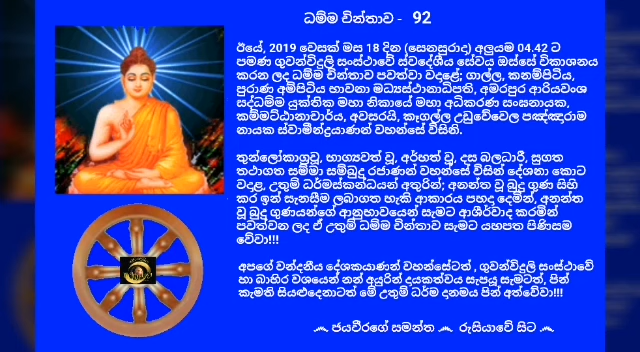 ධම්ම චින්තාව - 92
ඊයේ, 2019 වෙසක් මස 18 දින (සෙනසුරාදා) අලුයම 04.42 ට
පමණ ගුවන්විදුලි සංස්ථාවේ ස්වදේශීය සේවය ඔස්සේ විකාශනය
කරන ලද ධම්ම චින්තාව පවත්වා වදාළේ; ගාල්ල, කනම්පිටිය,
පුරාණ අම්පිටිය භාවනා මධ්‍යස්ථානාධිපති, අමරපුර ආරියවංශ
සද්ධම්ම යුක්තික මහා නිකායේ මහා අධිකරණ සංඝනායක,
කම්මට්ඨානාචාර්ය, අවසරයි, කෑගල්ල උඩුවේවෙල පඤ්ඤාරාම
නායක ස්වාමීන්ද්‍රයාණන් වහන්සේ විසිනි.
තුන්ලෝකාග්‍රවූ, භාග්‍යවත් වූ, අර්හත් වූ, දස බලධාරී, සුගත
තථාගත සම්මා සම්බුදු රජාණන් වහන්සේ විසින් දේශනා කොට
වදාළ, උතුම් ධර්මස්කන්ධයන් අතුරින්; අනන්ත වූ බුදු ගුණ සිහි
කර ඉන් සැනසීම ලබාගත හැකි ආකාරය පහදා දෙමින්, අනන්ත
වූ බුදු ගුණයන්ගේ ආනුභාවයෙන් සැමට ආශිර්වාද කරමින්
පවත්වන ලද ඒ උතුම් ධම්ම චින්තාව සැමට යහපත පිණිසම
වේවා!!!
අපගේ වන්දනීය දේශකයාණන් වහන්සේටත් , ගුවන්විදුලි සංස්ථාවේ
හා බාහිර වශයෙන් නන් අයුරින් දායකත්වය සැපයූ සැමටත්, පින්
කැමති සියළුදෙනාටත් මේ උතුම් ධර්ම දානමය පින් අත්වේවා!!!
ජයවීරගේ සමන්ත රුසියාවේ සිට